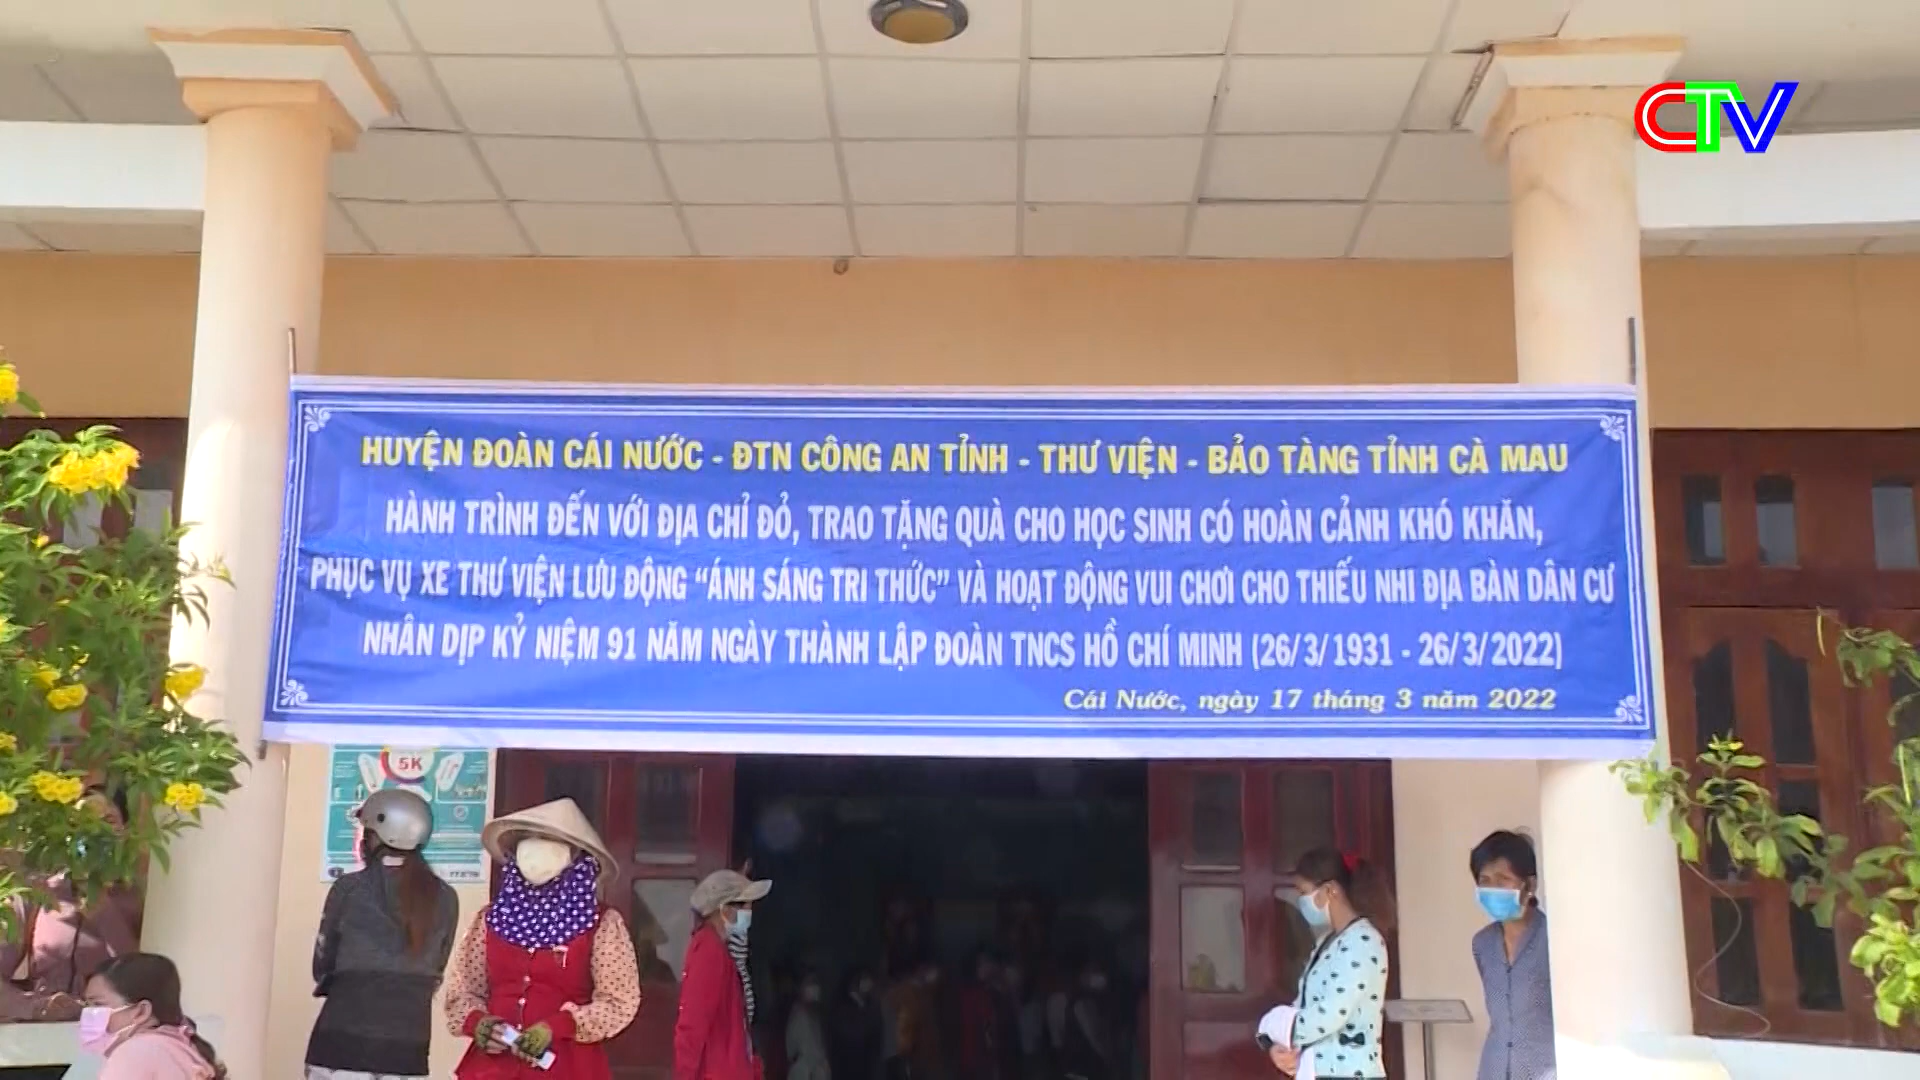 CTV
HUYỆN ĐOÀN CÁI NƯỚC - ĐTN CÔNG AN TỈNH - THƯ VIỆN - BẢO TÀNG TỈNH CÀ MAU
HÀNH TRÌNH ĐẾN VỚI ĐỊA CHỈ ĐỎ, TRAO TẶNG QUÀ CHO HỌC SINH CÓ HOÀN CẢNH KHÓ KHĂN,
PHỤC VỤ XE THƯ VIỆN LƯU ĐỘNG “ÁNH SÁNG TRI THỨC” VÀ HOẠT ĐỘNG VUI CHƠI CHO THIẾU NHI ĐỊA BÀN DÂN CƯ
NHÂN DỊP KỶ NIỆM 91 NĂM NGÀY THÀNH LẬP ĐOÀN TNCS HỒ CHÍ MINH (26/3/1931 - 26/3/2022)
Cái Nước, ngày 17 tháng 3 năm 2022
5K